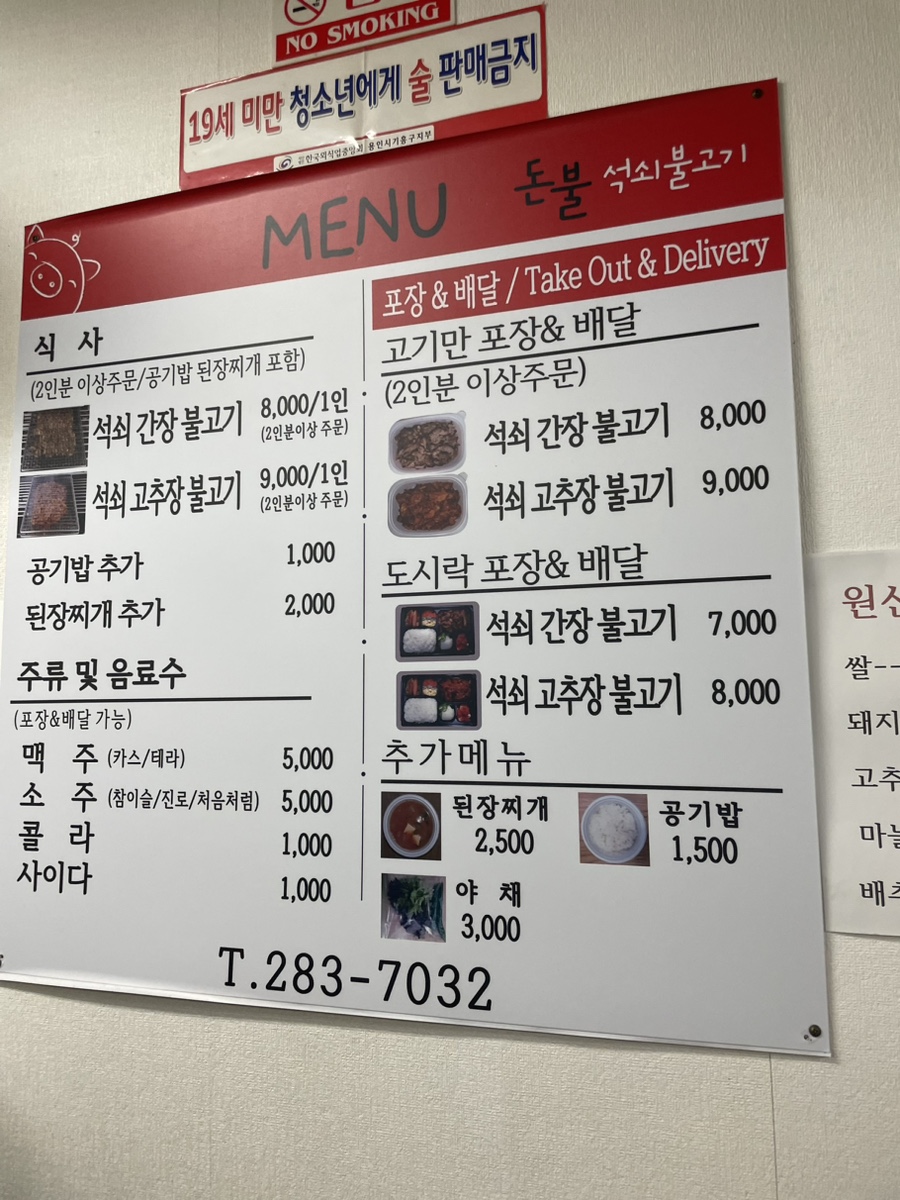 NO SMOKING
19세 미만 청소년에게 술 판매금지
한국외식업중앙회 용인시기흥구지부
MENU
돈불 석쇠불고기
식 사
(2인분 이상주문/공기밥 된장찌개 포함)
석쇠 간장 불고기 8,000/1인
(2인분이상 주문)
석쇠 고추장 불고기 9,000/1인
(2인분이상 주문)
공기밥 추가 1,000
된장찌개 추가 2,000
주류 및 음료수
(포장&배달 가능)
맥 주 (카스/테라) 5,000
소 주 (참이슬/진로/처음처럼) 5,000
콜 라 1,000
사이다 1,000
포장 & 배달 / Take Out & Delivery
고기만 포장& 배달
(2인분 이상주문)
석쇠 간장 불고기 8,000
석쇠 고추장 불고기 9,000
도시락 포장& 배달
석쇠 간장 불고기 7,000
석쇠 고추장 불고기 8,000
추가메뉴
된장찌개 2,500
공기밥 1,500
야 채 3,000
T.283-7032
쌀--
돼지
고추
마늘